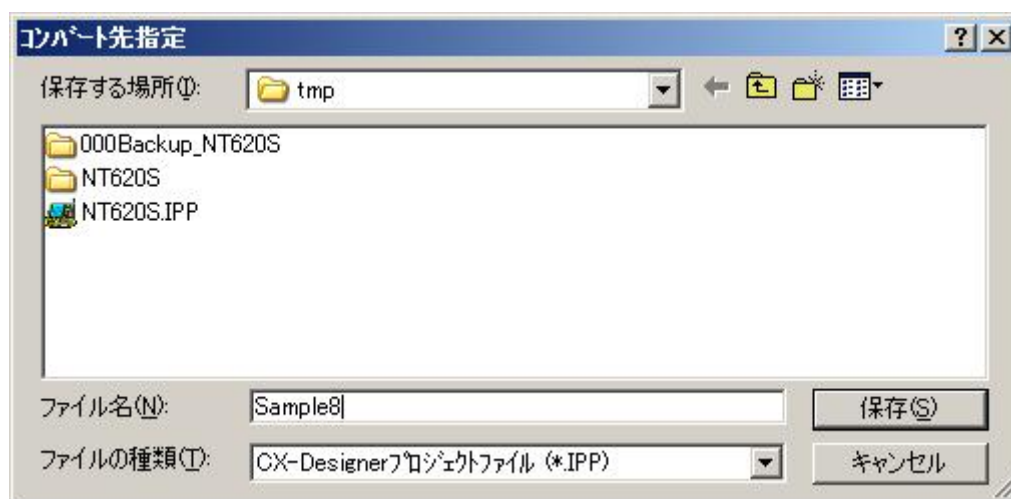 コンバート先指定
保存する場所(I):
tmp
000Backup_NT620S
NT620S
NT620S.IPP
ファイル名(N):
Sample8
保存(S)
ファイルの種類(T):
CX-Designerプロジェクトファイル (*.IPP)
キャンセル